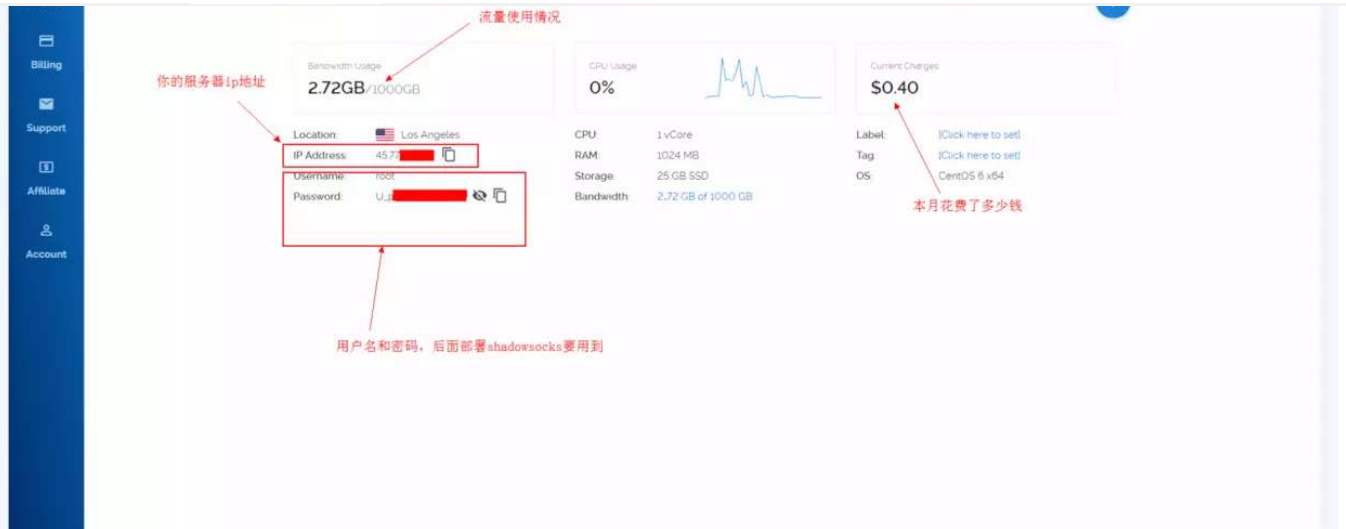 流量使用情况
Billing
Support
Affiliate
Account
你的服务器ip地址
Bandwidth Usage
2.72GB/1000GB
CPU Usage
0%
Current Charges
$0.40
Location: Los Angeles
IP Address: 45.77
Username: root
Password: U_p
CPU: 1 vCore
RAM: 1024 MB
Storage: 25 GB SSD
Bandwidth: 2.72 GB of 1000 GB
Label: [Click here to set]
Tag: [Click here to set]
OS: CentOS 6 x64
本月花费了多少钱
用户名和密码，后面部署shadowsocks要用到